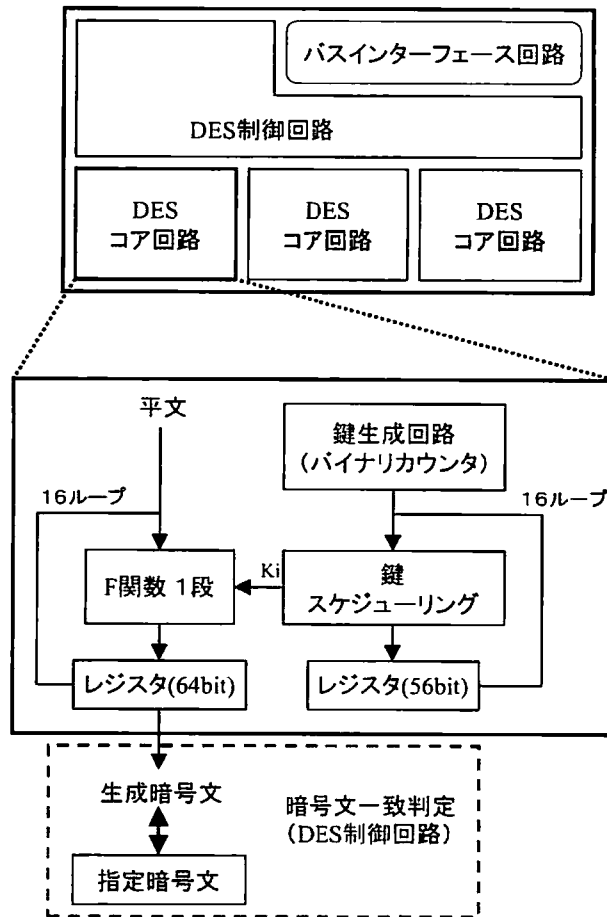 バスインターフェース回路
DES制御回路
DES
コア回路
DES
コア回路
DES
コア回路
平文
鍵生成回路
(バイナリカウンタ)
16ループ
16ループ
F関数 1段
Ki
鍵
スケジューリング
レジスタ(64bit)
レジスタ(56bit)
生成暗号文
暗号文一致判定
(DES制御回路)
指定暗号文